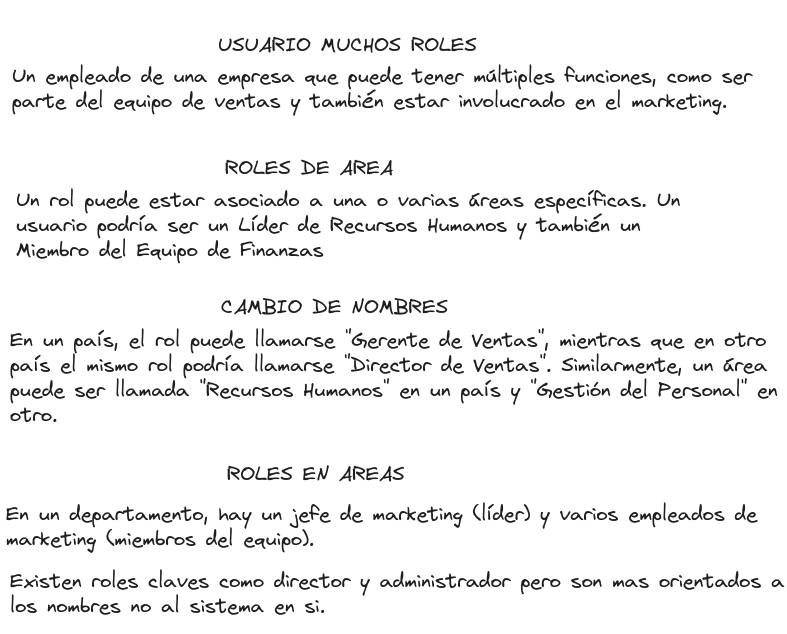 USUARIO MUCHOS ROLES
Un empleado de una empresa que puede tener múltiples funciones, como ser
parte del equipo de ventas y también estar involucrado en el marketing.
ROLES DE AREA
Un rol puede estar asociado a una o varias áreas específicas. Un
usuario podría ser un Líder de Recursos Humanos y también un
Miembro del Equipo de Finanzas
CAMBIO DE NOMBRES
En un país, el rol puede llamarse "Gerente de Ventas", mientras que en otro
país el mismo rol podría llamarse "Director de Ventas". Similarmente, un área
puede ser llamada "Recursos Humanos" en un país y "Gestión del Personal" en
otro.
ROLES EN AREAS
En un departamento, hay un jefe de marketing (líder) y varios empleados de
marketing (miembros del equipo).
Existen roles claves como director y administrador pero son mas orientados a
los nombres no al sistema en si.